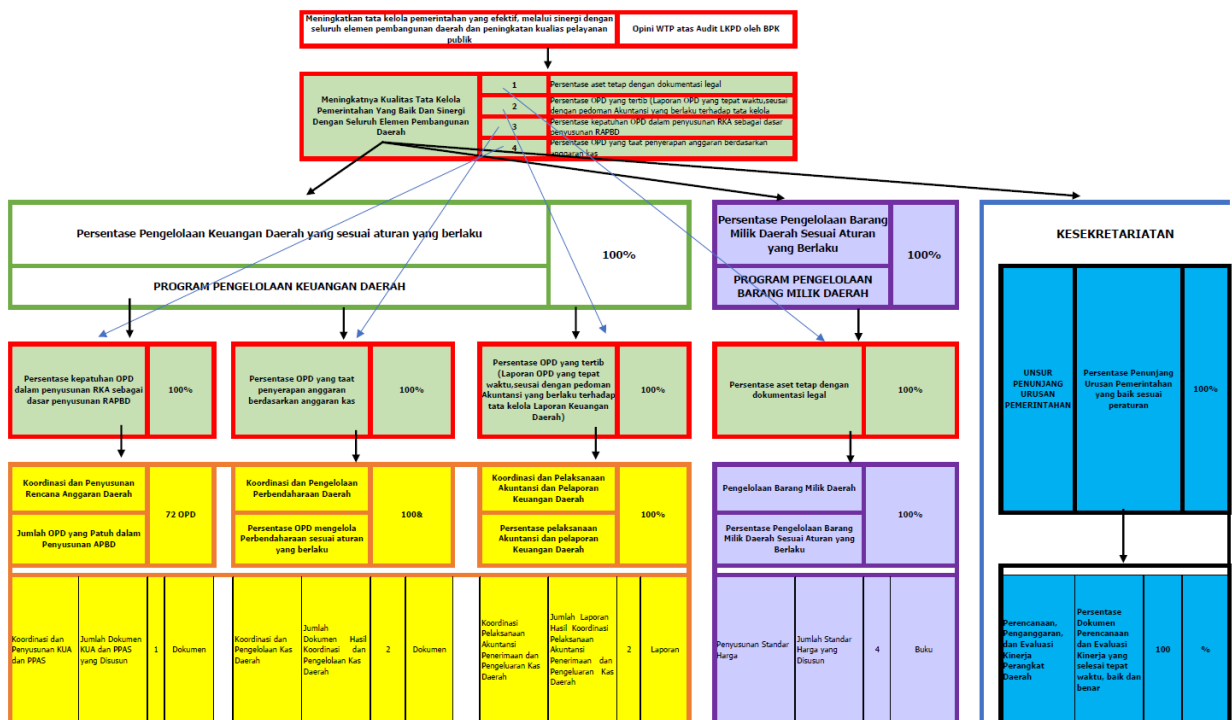 Meningkatkan tata kelola pemerintahan yang efektif, melalui sinergi dengan
seluruh elemen pembangunan daerah dan peningkatan kualias pelayanan
publik
Opini WTP atas Audit LKPD oleh BPK
Meningkatnya Kualitas Tata Kelola
Pemerintahan Yang Baik Dan Sinergi
Dengan Seluruh Elemen Pembangunan
Daerah
1
Persentase aset tetap dengan dokumentasi legal
2
Persentase OPD yang tertib (Laporan OPD yang tepat waktu,seusai
dengan pedoman Akuntansi yang berlaku terhadap tata kelola
3
Persentase kepatuhan OPD dalam penyusunan RKA sebagai dasar
penyusunan RAPBD
4
Persentase OPD yang taat penyerapan anggaran berdasarkan
anggaran kas
Persentase Pengelolaan Keuangan Daerah yang sesuai aturan yang berlaku
PROGRAM PENGELOLAAN KEUANGAN DAERAH
100%
Persentase Pengelolaan Barang
Milik Daerah Sesuai Aturan
yang Berlaku
PROGRAM PENGELOLAAN
BARANG MILIK DAERAH
100%
KESEKRETARIATAN
UNSUR
PENUNJANG
URUSAN
PEMERINTAHAN
Persentase Penunjang
Urusan Pemerintahan
yang baik sesuai
peraturan
100%
Persentase kepatuhan OPD
dalam penyusunan RKA sebagai
dasar penyusunan RAPBD
100%
Persentase OPD yang taat
penyerapan anggaran
berdasarkan anggaran kas
100%
Persentase OPD yang tertib
(Laporan OPD yang tepat
waktu,seusai dengan pedoman
Akuntansi yang berlaku terhadap
tata kelola Laporan Keuangan
Daerah)
100%
Persentase aset tetap dengan
dokumentasi legal
100%
Koordinasi dan Penyusunan
Rencana Anggaran Daerah
Jumlah OPD yang Patuh dalam
Penyusunan APBD
72 OPD
Koordinasi dan Pengelolaan
Perbendaharaan Daerah
Persentase OPD mengelola
Perbendaharaan sesuai aturan
yang berlaku
100&
Koordinasi dan Pelaksanaan
Akuntansi dan Pelaporan
Keuangan Daerah
Persentase pelaksanaan
Akuntansi dan pelaporan
Keuangan Daerah
100%
Pengelolaan Barang Milik Daerah
Persentase Pengelolaan Barang
Milik Daerah Sesuai Aturan yang
Berlaku
100%
Koordinasi dan
Penyusunan KUA
dan PPAS
Jumlah Dokumen
KUA dan PPAS
yang Disusun
1
Dokumen
Koordinasi dan
Pengelolaan Kas
Daerah
Jumlah
Dokumen Hasil
Koordinasi dan
Pengelolaan Kas
Daerah
2
Dokumen
Koordinasi
Pelaksanaan
Akuntansi
Penerimaan dan
Pengeluaran Kas
Daerah
Jumlah Laporan
Hasil Koordinasi
Pelaksanaan
Akuntansi
Penerimaan dan
Pengeluaran Kas
Daerah
2
Laporan
Penyusunan Standar
Harga
Jumlah Standar
Harga yang
Disusun
4
Buku
Perencanaan,
Penganggaran,
dan Evaluasi
Kinerja
Perangkat
Daerah
Persentase
Dokumen
Perencanaan
dan Evaluasi
Kinerja yang
selesai tepat
waktu, baik dan
benar
100
%